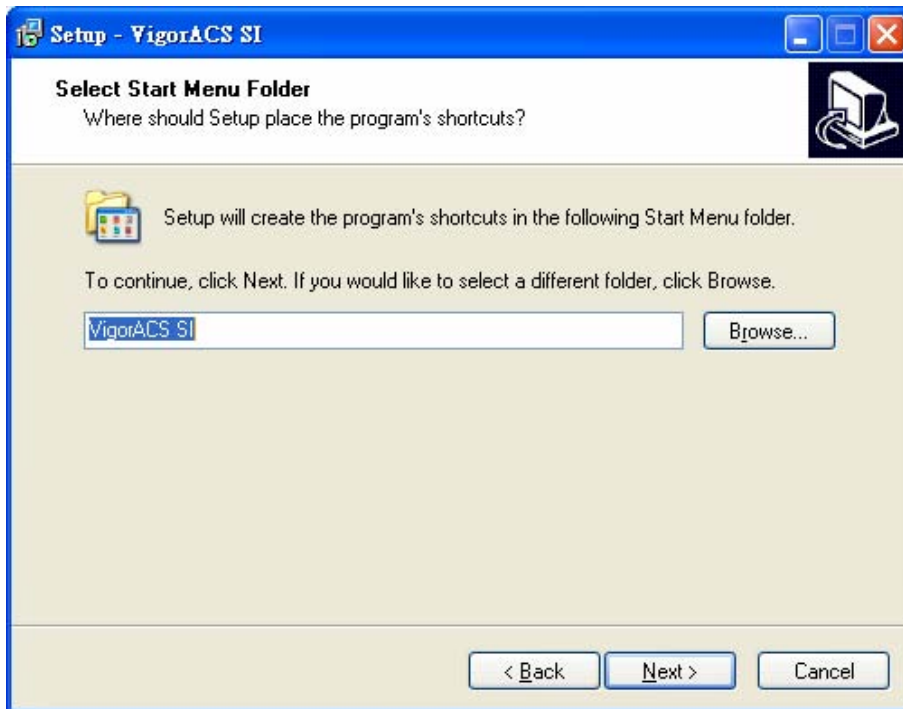 Setup - VigorACS SI
Select Start Menu Folder
Where should Setup place the program's shortcuts?
Setup will create the program's shortcuts in the following Start Menu folder.
To continue, click Next. If you would like to select a different folder, click Browse.
VigorACS SI
Browse...
< Back
Next >
Cancel